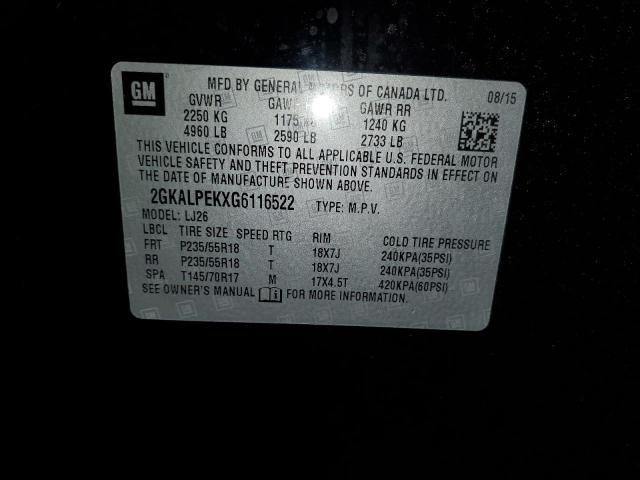 GM
MFD BY GENERAL MOTORS OF CANADA LTD.
08/15
GVWR GAWR GAWR RR
2250 KG 1175 KG 1240 KG
4960 LB 2590 LB 2733 LB
THIS VEHICLE CONFORMS TO ALL APPLICABLE U.S. FEDERAL MOTOR
VEHICLE SAFETY AND THEFT PREVENTION STANDARDS IN EFFECT ON
DATE OF MANUFACTURE SHOWN ABOVE.
2GKALPEKXG6116522 TYPE: M.P.V.
MODEL: LJ26
LBCL TIRE SIZE SPEED RTG RIM COLD TIRE PRESSURE
FRT P235/55R18 T 18X7J 240KPA(35PSI)
RR P235/55R18 T 18X7J 240KPA(35PSI)
SPA T145/70R17 M 17X4.5T 420KPA(60PSI)
SEE OWNER'S MANUAL FOR MORE INFORMATION.